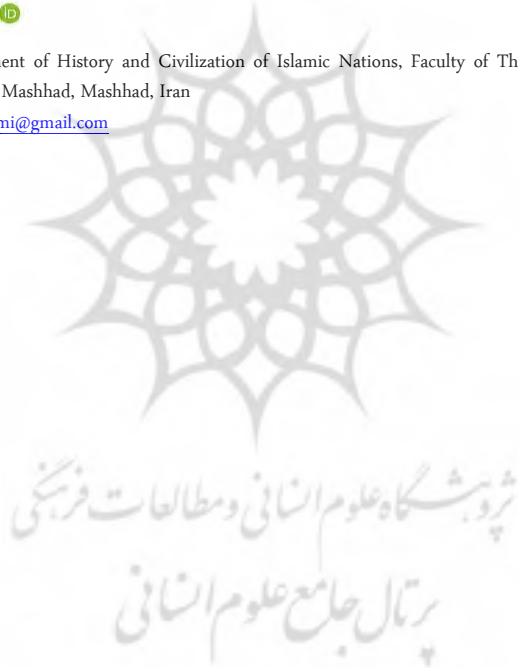 iD
ent of History and Civilization of Islamic Nations, Faculty of Th
Mashhad, Mashhad, Iran
mi@gmail.com
پژوهشگاه علوم انسانی و مطالعات فرهنگی
پرتال جامع علوم انسانی